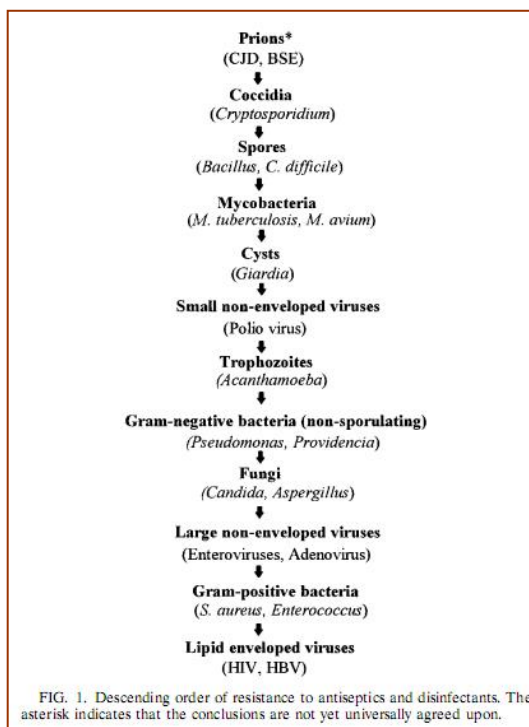 Prions*
(CJD, BSE)
Coccidia
(Cryptosporidium)
Spores
(Bacillus, C. difficile)
Mycobacteria
(M. tuberculosis, M. avium)
Cysts
(Giardia)
Small non-enveloped viruses
(Polio virus)
Trophozoites
(Acanthamoeba)
Gram-negative bacteria (non-sporulating)
(Pseudomonas, Providencia)
Fungi
(Candida, Aspergillus)
Large non-enveloped viruses
(Enteroviruses, Adenovirus)
Gram-positive bacteria
(S. aureus, Enterococcus)
Lipid enveloped viruses
(HIV, HBV)
FIG. 1. Descending order of resistance to antiseptics and disinfectants. The
asterisk indicates that the conclusions are not yet universally agreed upon.